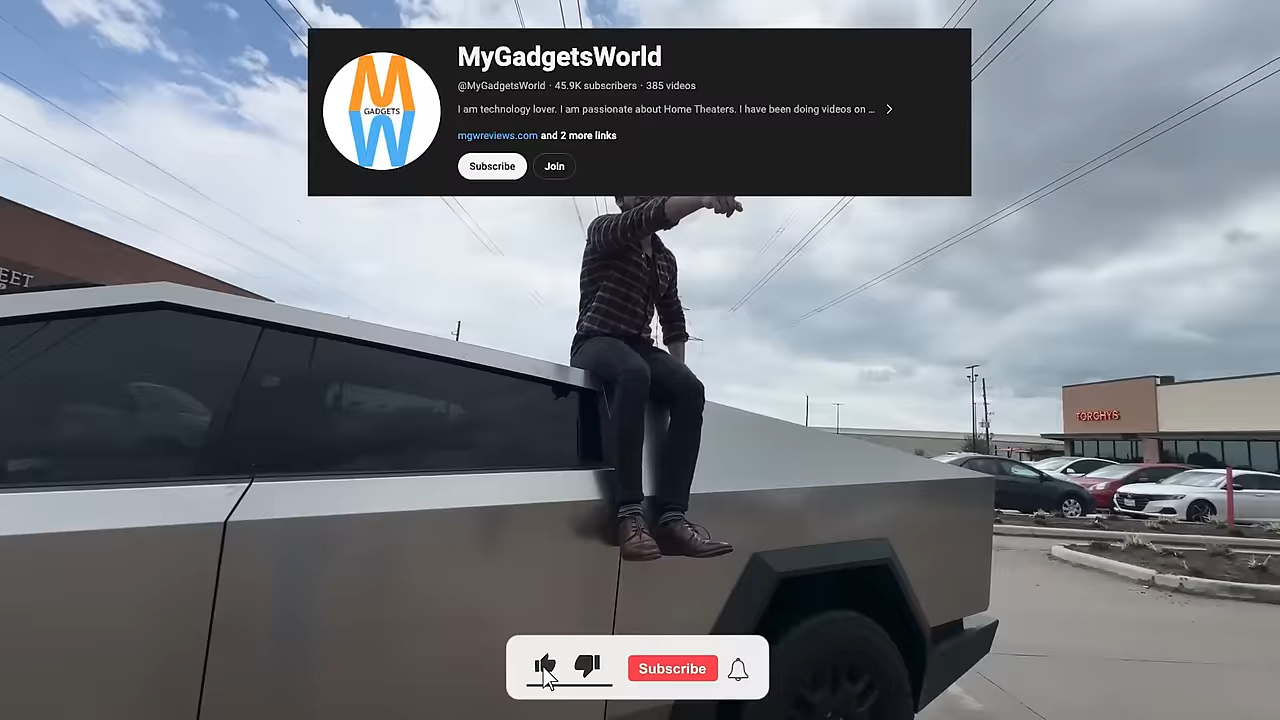 MyGadgetsWorld
@MyGadgetsWorld · 45.9K subscribers · 385 videos
M
GADGETS
W
I am technology lover. I am passionate about Home Theaters. I have been doing videos on ...
mgwreviews.com and 2 more links
Subscribe Join
EET
TORCHYS
Subscribe